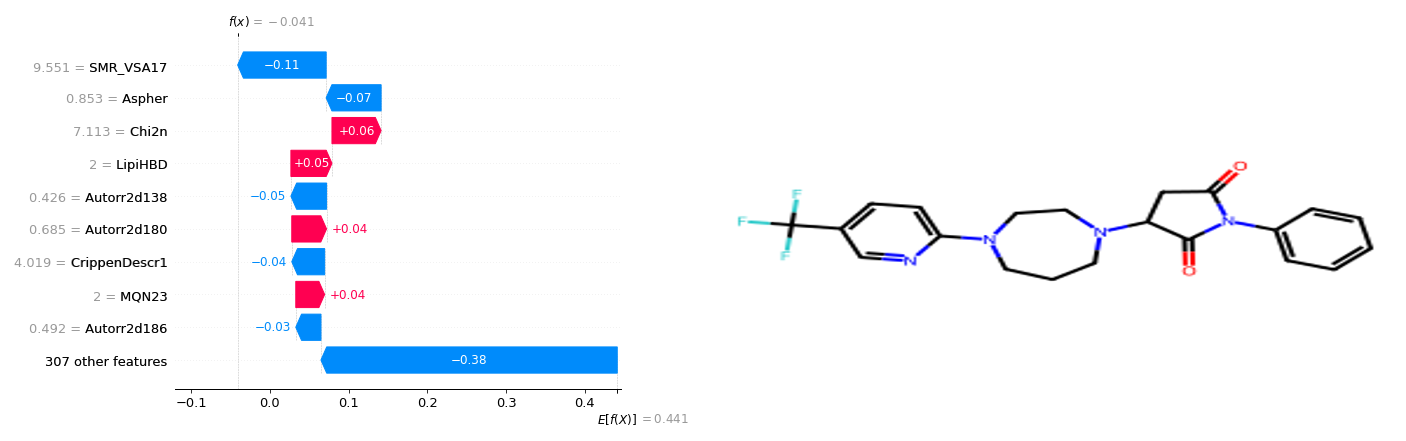 f(x) = −0.041
9.551 = SMR_VSA17
−0.11
0.853 = Aspher
−0.07
7.113 = Chi2n
+0.06
2 = LipiHBD
+0.05
0.426 = Autorr2d138
−0.05
0.685 = Autorr2d180
+0.04
4.019 = CrippenDescr1
−0.04
2 = MQN23
+0.04
0.492 = Autorr2d186
−0.03
307 other features
−0.38
−0.1 0.0 0.1 0.2 0.3 0.4
E[f(X)] = 0.441
F
F
F
N
N
N
N
O
O